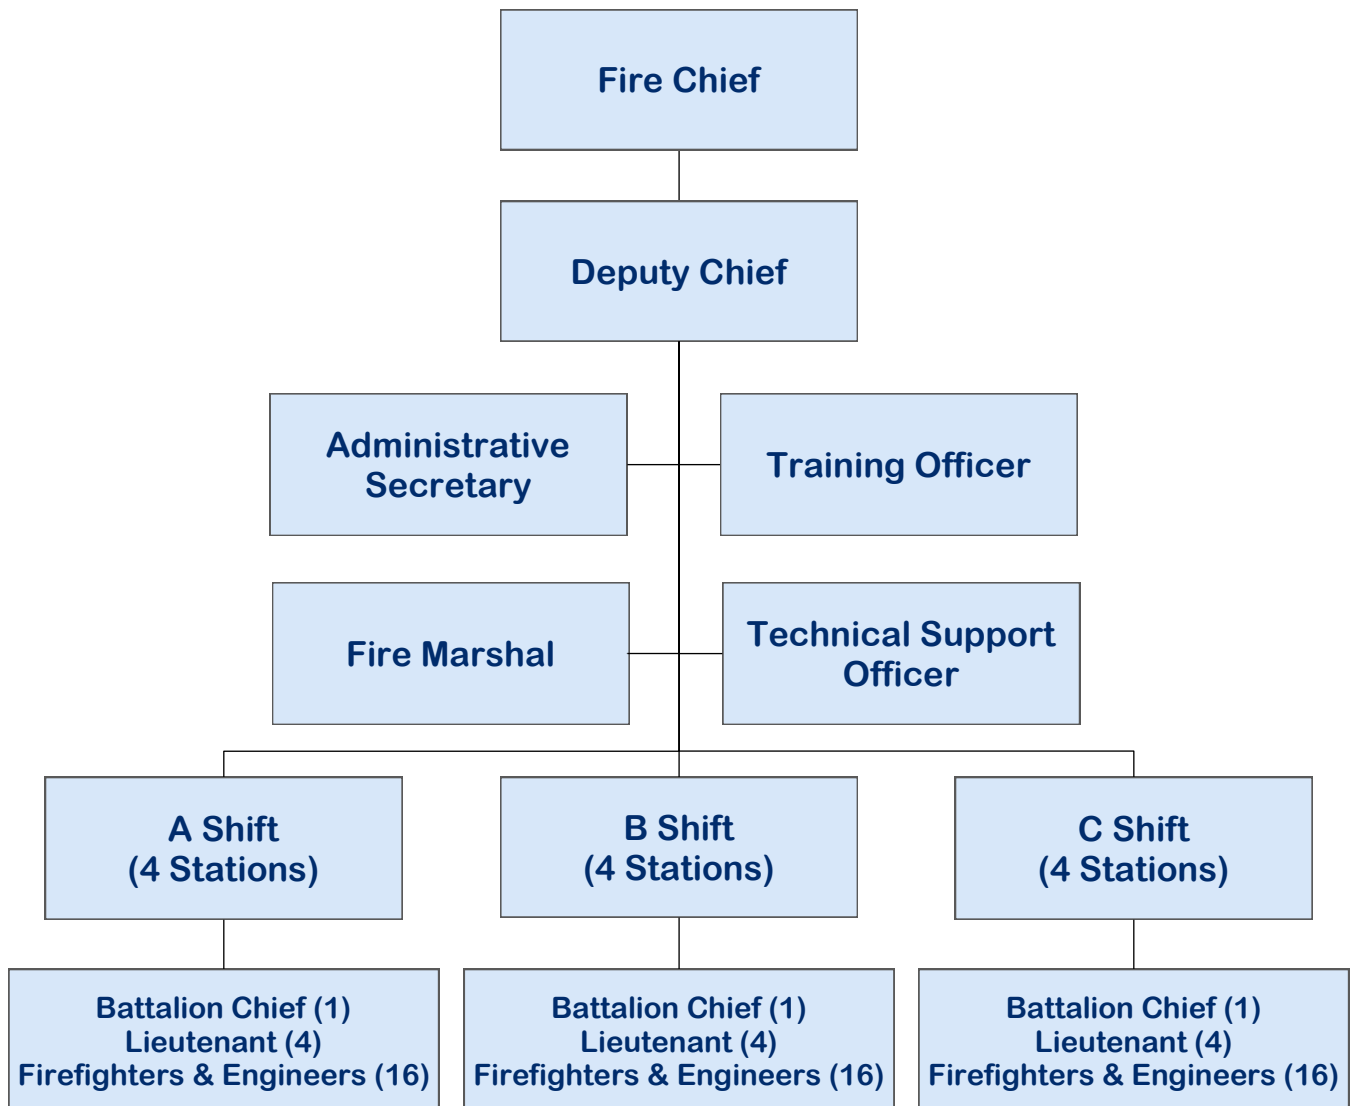 Fire Chief
Deputy Chief
Administrative
Secretary
Training Officer
Fire Marshal
Technical Support
Officer
A Shift
(4 Stations)
B Shift
(4 Stations)
C Shift
(4 Stations)
Battalion Chief (1)
Lieutenant (4)
Firefighters & Engineers (16)
Battalion Chief (1)
Lieutenant (4)
Firefighters & Engineers (16)
Battalion Chief (1)
Lieutenant (4)
Firefighters & Engineers (16)